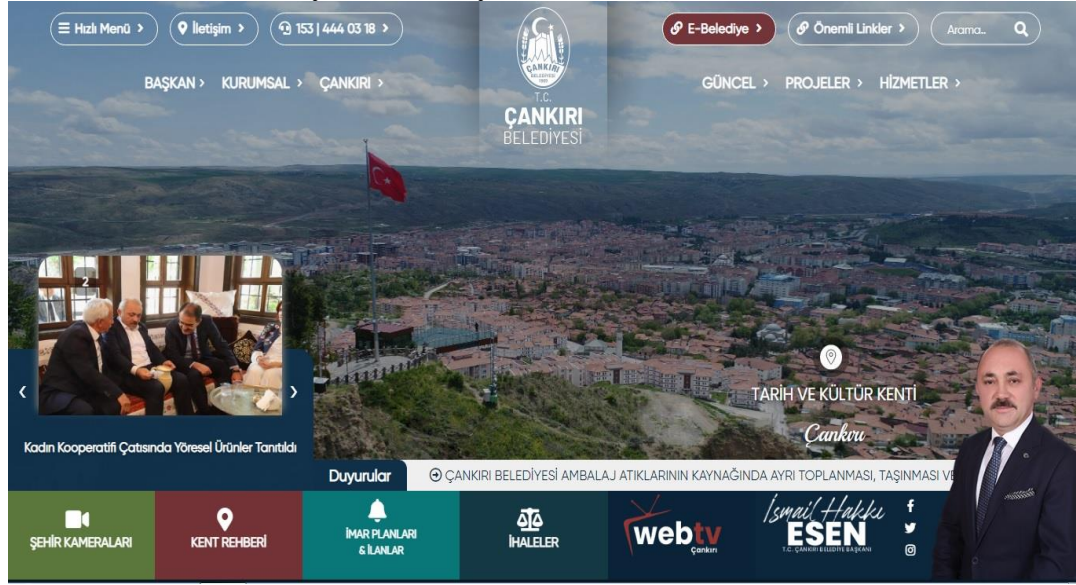 Hızlı Menü >
İletişim >
153 | 444 03 18 >
E-Belediye >
Önemli Linkler >
Arama..
BAŞKAN >
KURUMSAL >
ÇANKIRI >
GÜNCEL >
PROJELER >
HİZMETLER >
ÇANKIRI
BELEDİYESİ
T.C.
ÇANKIRI
BELEDİYESİ
2
Kadın Kooperatifi Çatısında Yöresel Ürünler Tanıtıldı
TARİH VE KÜLTÜR KENTİ
Çankırı
Duyurular
ÇANKIRI BELEDİYESİ AMBALAJ ATIKLARININ KAYNAĞINDA AYRI TOPLANMASI, TAŞINMASI VE
ŞEHİR KAMERALARI
KENT REHBERİ
İMAR PLANLARI
& İLANLAR
İHALELER
webtv
Çankırı
İsmail Hakkı
ESEN
T.C. ÇANKIRI BELEDİYE BAŞKANI